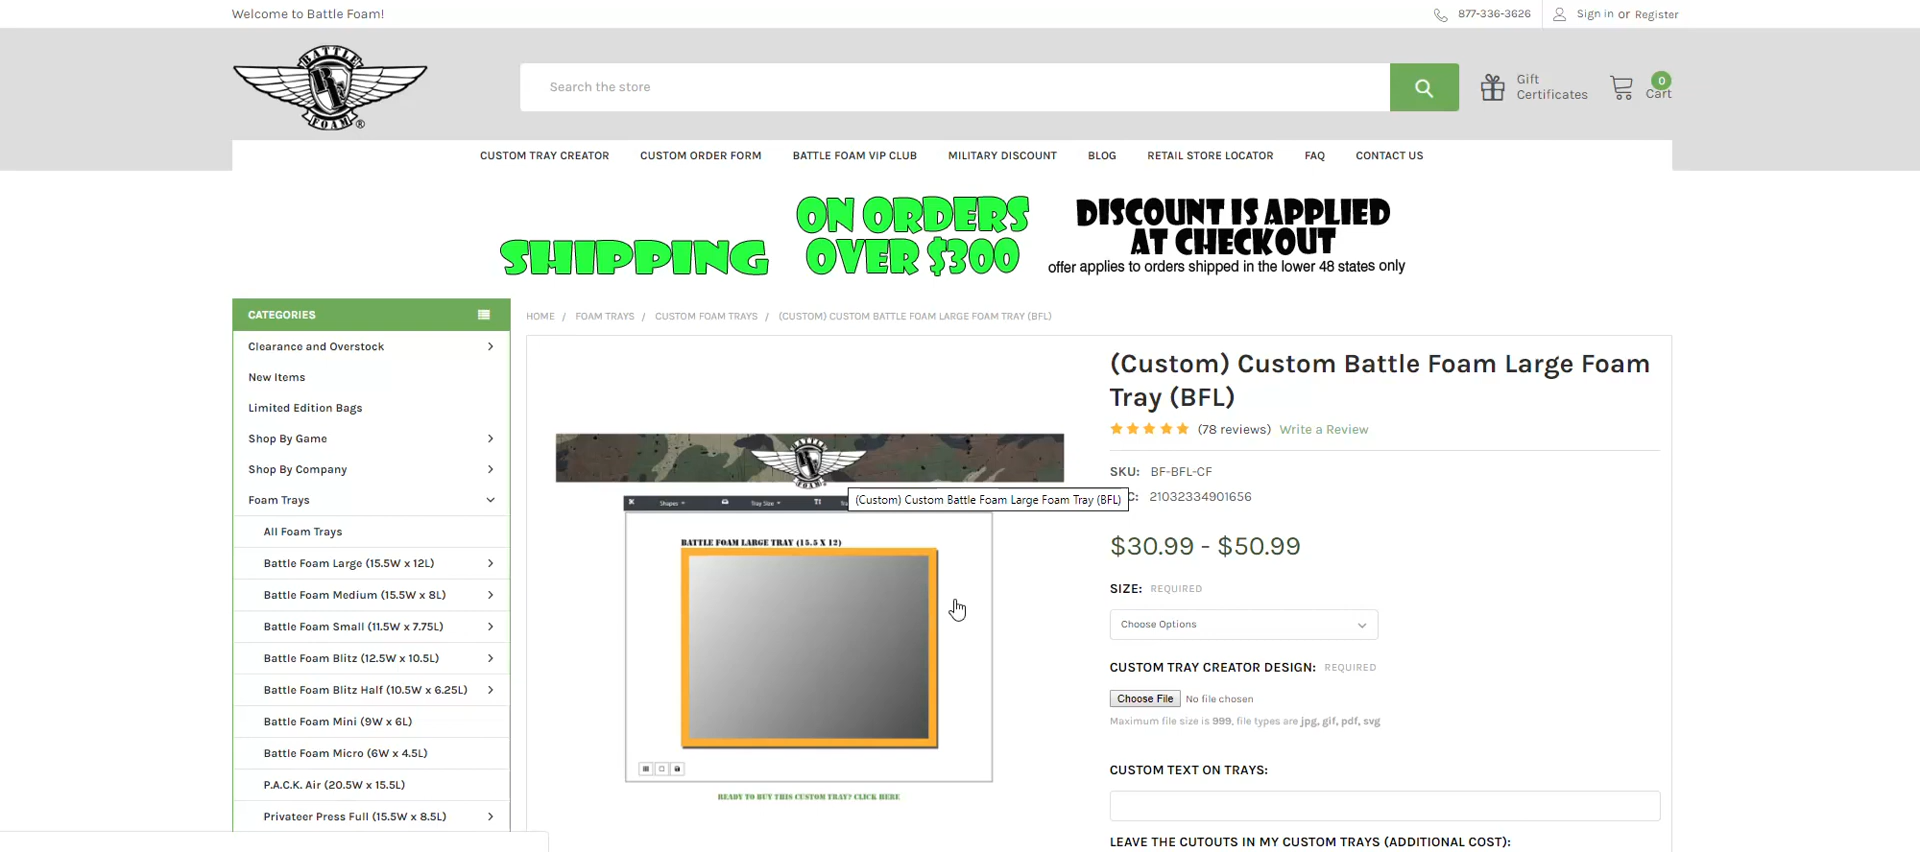 Welcome to Battle Foam!
877-336-3626
Sign in or Register
BATTLE
BF
FOAM
®
Search the store
Gift
Certificates
0
Cart
CUSTOM TRAY CREATOR
CUSTOM ORDER FORM
BATTLE FOAM VIP CLUB
MILITARY DISCOUNT
BLOG
RETAIL STORE LOCATOR
FAQ
CONTACT US
SHIPPING
ON ORDERS
OVER $300
DISCOUNT IS APPLIED
AT CHECKOUT
offer applies to orders shipped in the lower 48 states only
CATEGORIES
Clearance and Overstock
New Items
Limited Edition Bags
Shop By Game
Shop By Company
Foam Trays
All Foam Trays
Battle Foam Large (15.5W x 12L)
Battle Foam Medium (15.5W x 8L)
Battle Foam Small (11.5W x 7.75L)
Battle Foam Blitz (12.5W x 10.5L)
Battle Foam Blitz Half (10.5W x 6.25L)
Battle Foam Mini (9W x 6L)
Battle Foam Micro (6W x 4.5L)
P.A.C.K. Air (20.5W x 15.5L)
Privateer Press Full (15.5W x 8.5L)
HOME / FOAM TRAYS / CUSTOM FOAM TRAYS / (CUSTOM) CUSTOM BATTLE FOAM LARGE FOAM TRAY (BFL)
Shapes
Tray Size
(Custom) Custom Battle Foam Large Foam Tray (BFL)
BATTLE FOAM LARGE TRAY (15.5 X 12)
READY TO BUY THIS CUSTOM TRAY? CLICK HERE
(Custom) Custom Battle Foam Large Foam
Tray (BFL)
(78 reviews) Write a Review
SKU: BF-BFL-CF
C: 21032334901656
$30.99 - $50.99
SIZE: REQUIRED
Choose Options
CUSTOM TRAY CREATOR DESIGN: REQUIRED
Choose File No file chosen
Maximum file size is 999, file types are jpg, gif, pdf, svg
CUSTOM TEXT ON TRAYS:
LEAVE THE CUTOUTS IN MY CUSTOM TRAYS (ADDITIONAL COST):